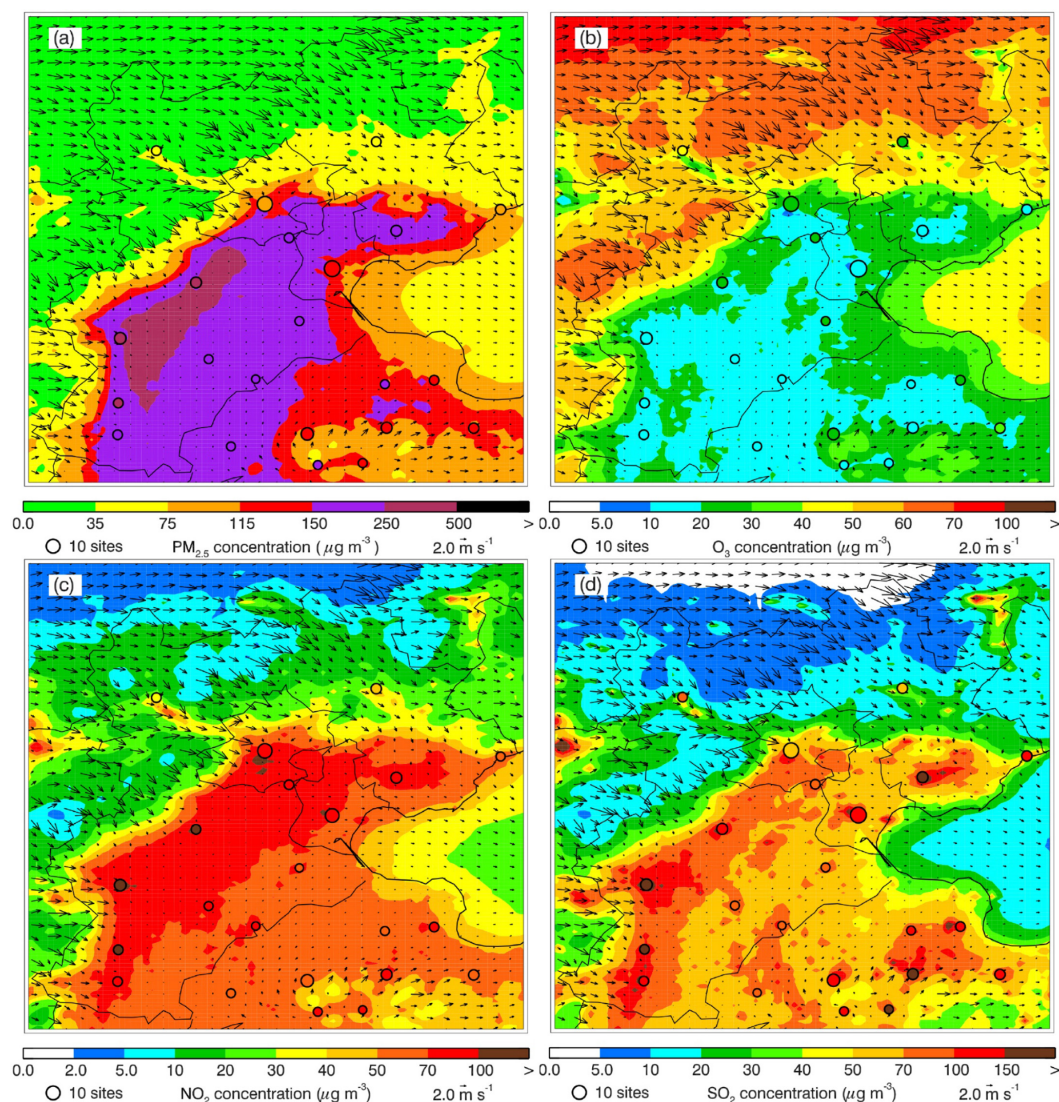 (a)
(b)
0.0 35 75 115 150 250 500 >
10 sites PM2.5 concentration (μg m-3) 2.0 m s-1
0.0 5.0 10 20 30 40 50 60 70 100 >
10 sites O3 concentration (μg m-3) 2.0 m s-1
(c)
(d)
0.0 2.0 5.0 10 20 30 40 50 70 100 >
10 sites NO2 concentration (μg m-3) 2.0 m s-1
0.0 5.0 10 20 30 40 50 60 100 150 >
10 sites SO2 concentration (μg m-3) 2.0 m s-1